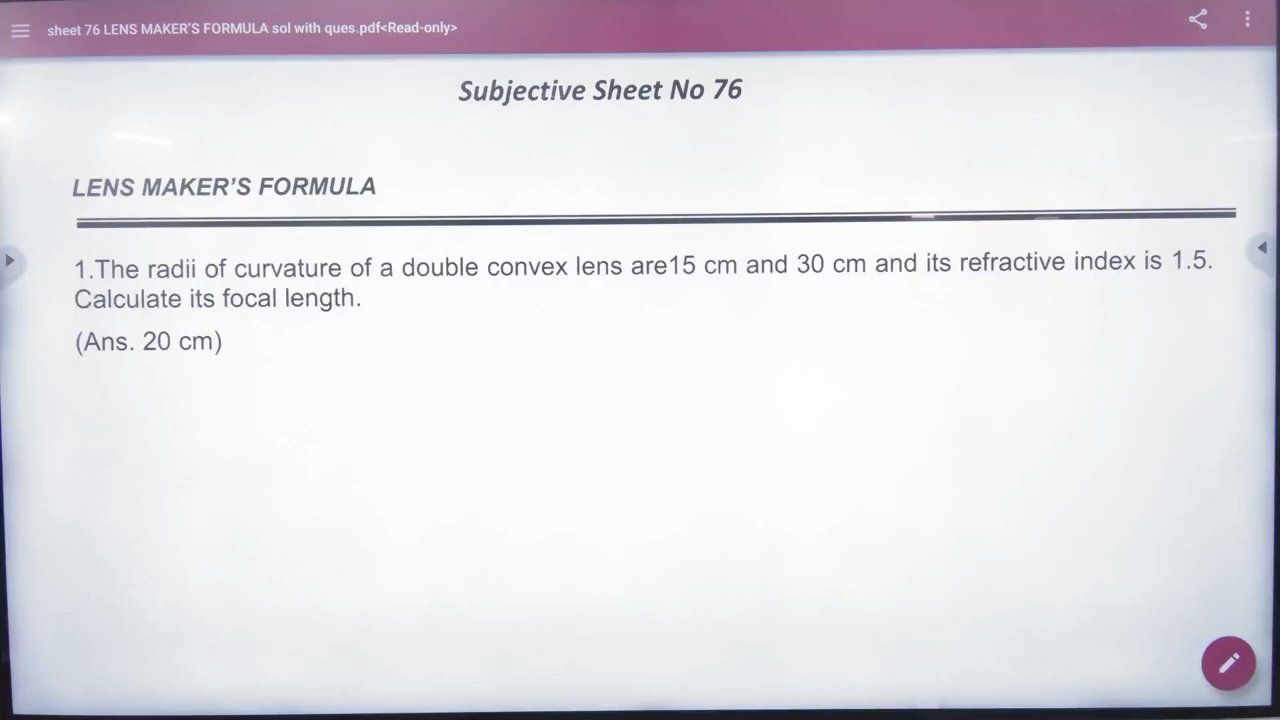 sheet 76 LENS MAKER'S FORMULA sol with ques.pdf<Read-only>
Subjective Sheet No 76
LENS MAKER'S FORMULA
1.The radii of curvature of a double convex lens are15 cm and 30 cm and its refractive index is 1.5.
Calculate its focal length.
(Ans. 20 cm)